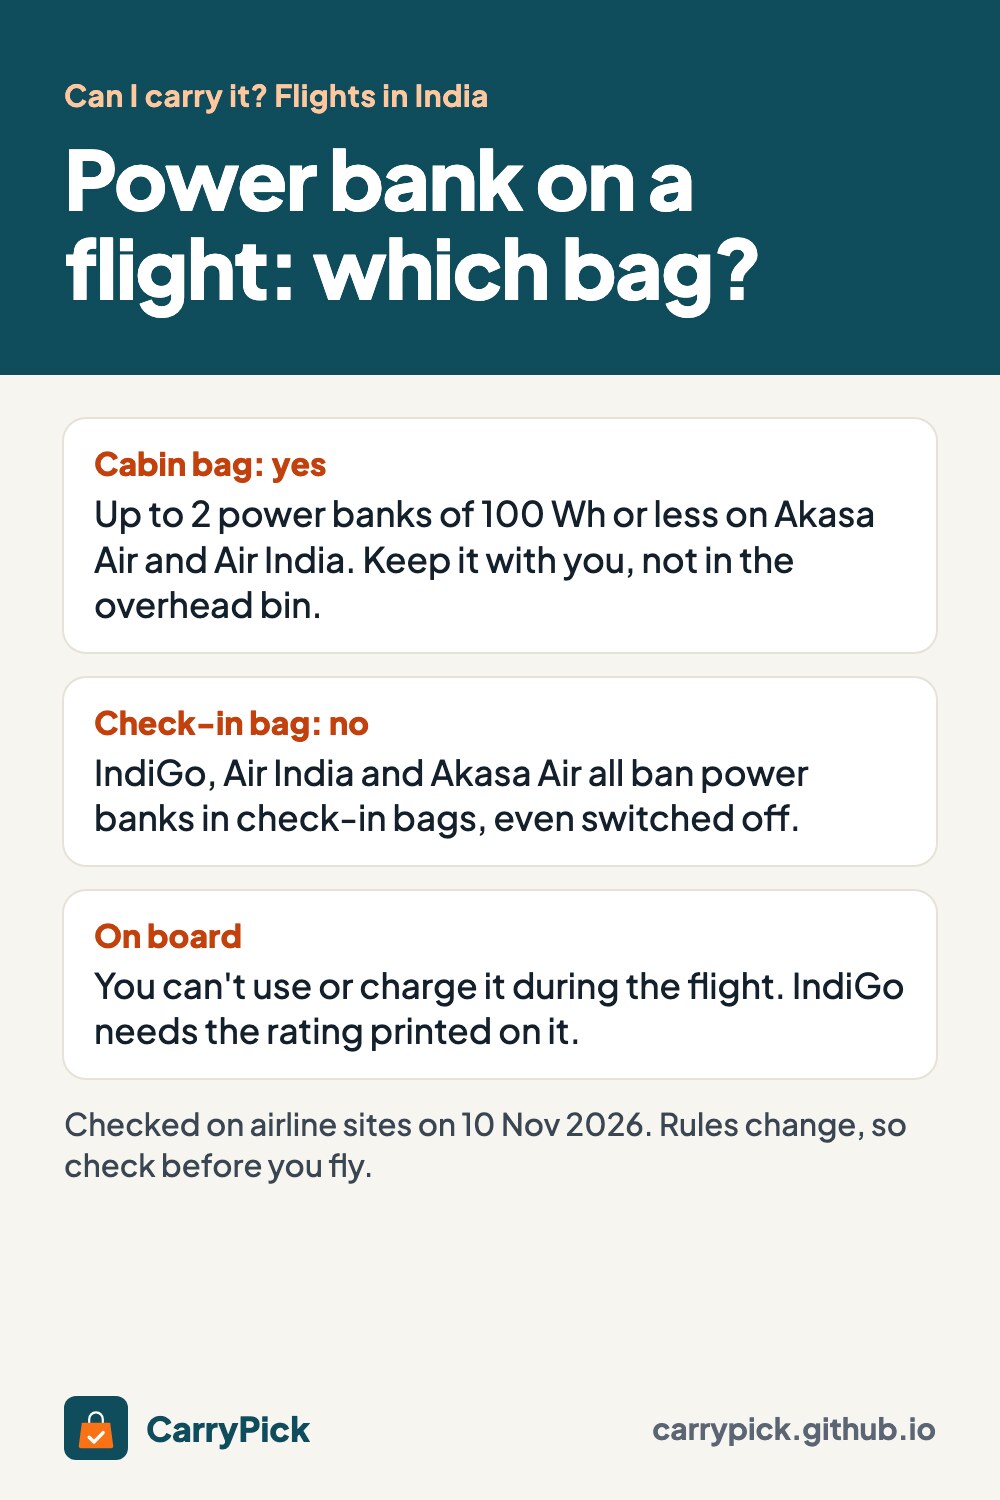 Can I carry it? Flights in India
Power bank on a
flight: which bag?
Cabin bag: yes
Up to 2 power banks of 100 Wh or less on Akasa
Air and Air India. Keep it with you, not in the
overhead bin.
Check-in bag: no
IndiGo, Air India and Akasa Air all ban power
banks in check-in bags, even switched off.
On board
You can't use or charge it during the flight. IndiGo
needs the rating printed on it.
Checked on airline sites on 10 Nov 2026. Rules change, so
check before you fly.
CarryPick
carrypick.github.io